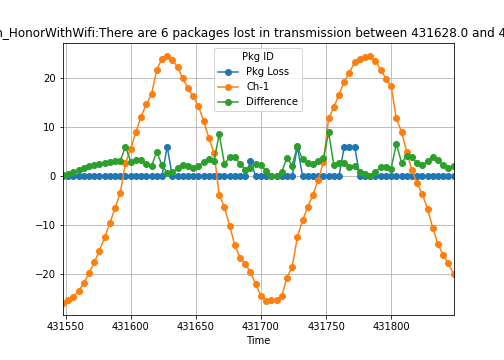 _HonorWithWifi:There are 6 packages lost in transmission between 431628.0 and 4
Pkg ID
Pkg Loss
Ch-1
Difference
20
10
0
−10
−20
431550
431600
431650
431700
431750
431800
Time